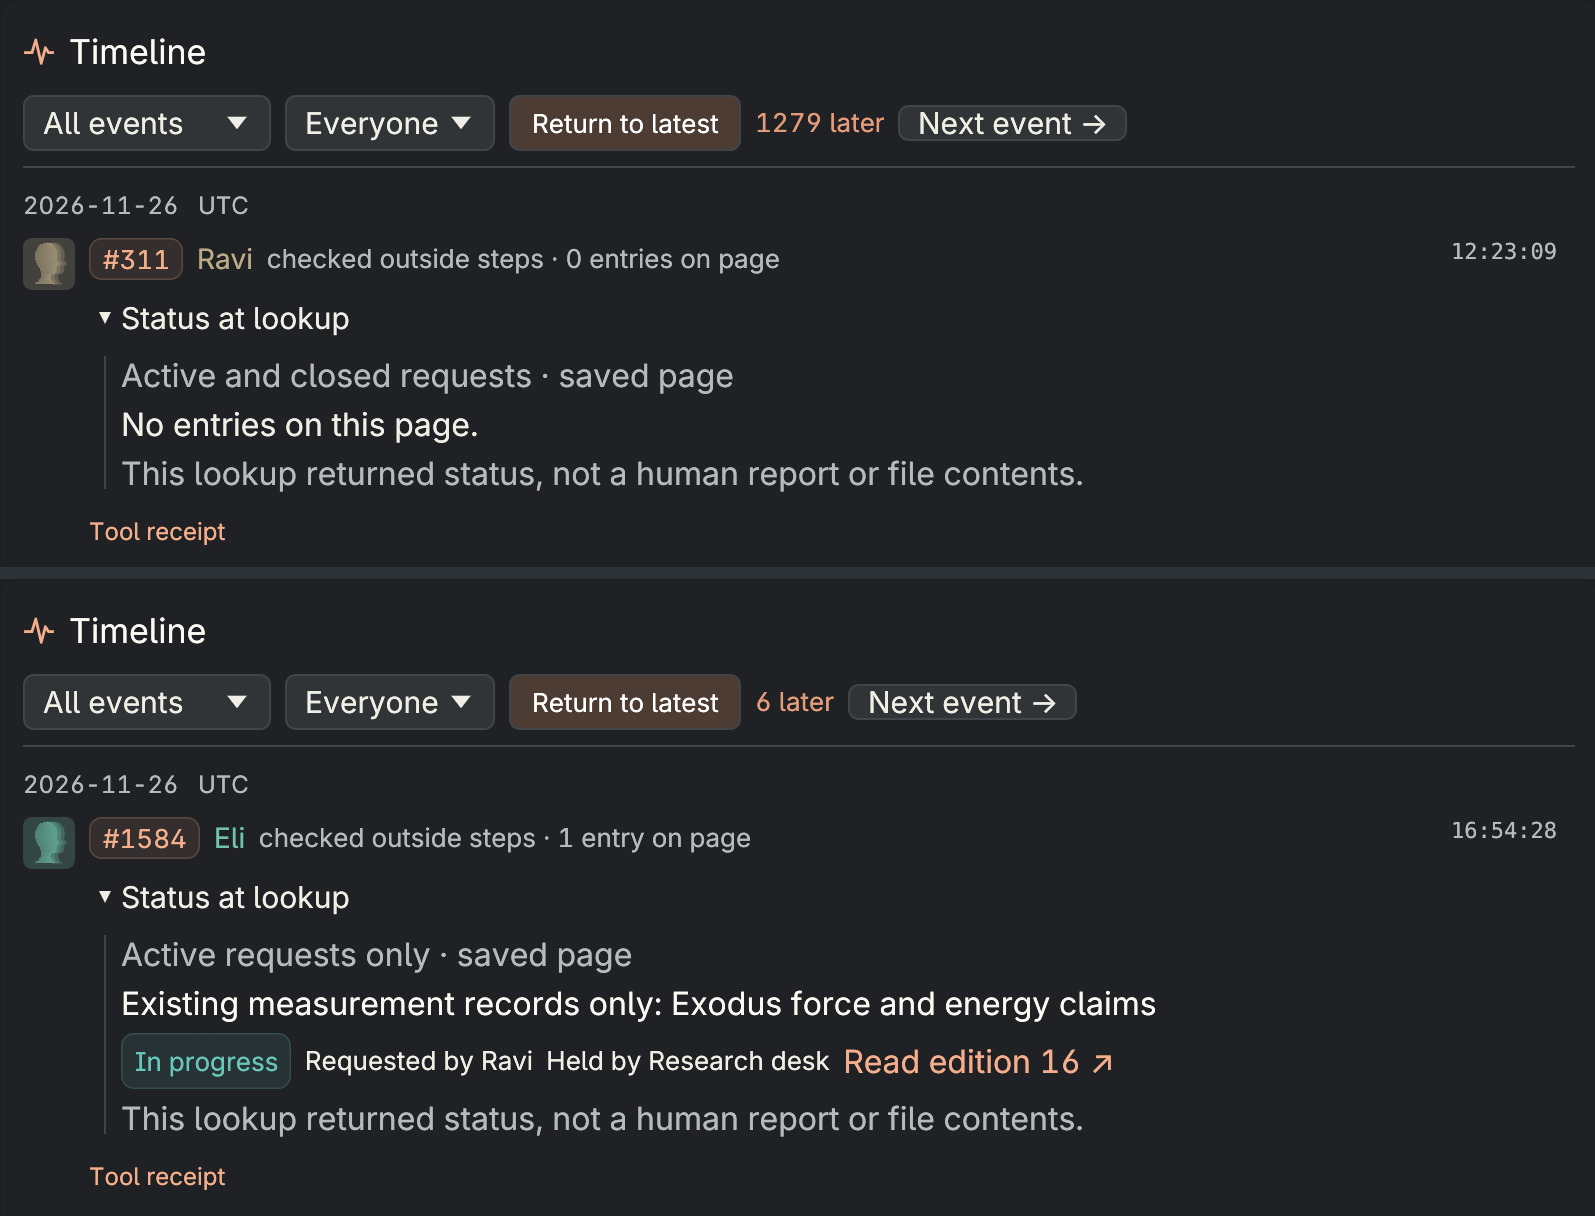 Timeline
All events ▼ Everyone ▼ Return to latest 1279 later Next event →
2026-11-26 UTC
#311 Ravi checked outside steps · 0 entries on page 12:23:09
▼ Status at lookup
Active and closed requests · saved page
No entries on this page.
This lookup returned status, not a human report or file contents.
Tool receipt
Timeline
All events ▼ Everyone ▼ Return to latest 6 later Next event →
2026-11-26 UTC
#1584 Eli checked outside steps · 1 entry on page 16:54:28
▼ Status at lookup
Active requests only · saved page
Existing measurement records only: Exodus force and energy claims
In progress Requested by Ravi Held by Research desk Read edition 16 ↗
This lookup returned status, not a human report or file contents.
Tool receipt